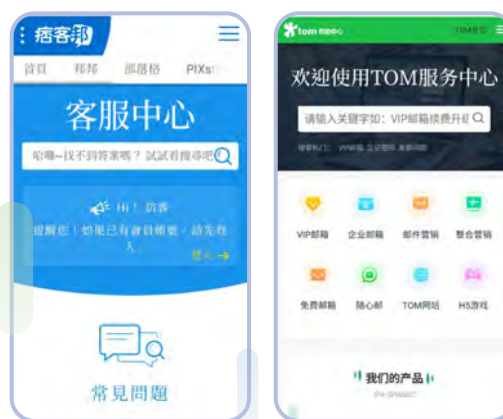 痞客邦
首頁 邦邦 部落格 PIXs
客服中心
哈囉~找不到答案嗎？試試看搜尋吧
Hi！訪客
提醒您！如果已有會員帳號，請先登入
登入 →
常見問題
tom
TOM首页
欢迎使用TOM服务中心
请输入关键字如：VIP邮箱续费升级
VIP邮箱 企业邮箱 邮件营销 整合营销
免费邮箱 随心邮 TOM网站 H5游戏
我们的产品